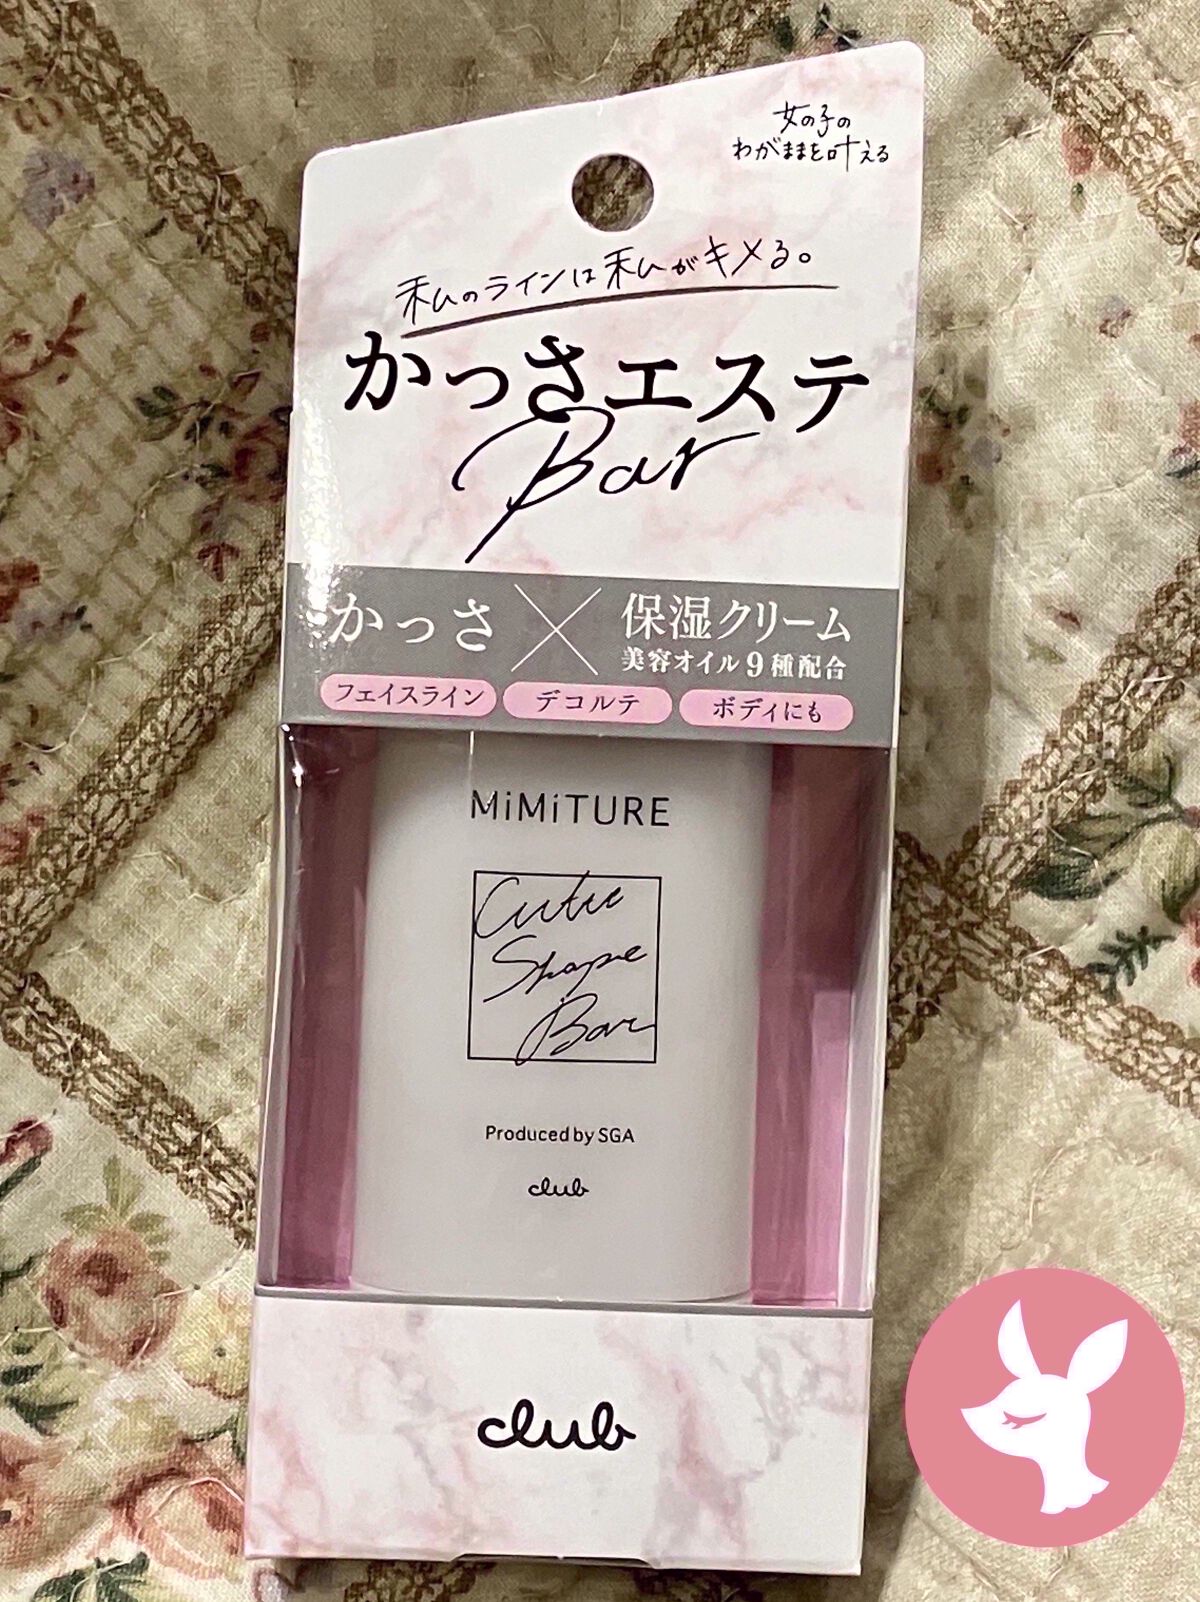 女の子の
わがままを叶える
私のラインは私がキメる。
かっさエステ
Bar
かっさ × 保湿クリーム
美容オイル9種配合
フェイスライン デコルテ ボディにも
MiMiTURE
Cutie
Shape
Bar
Produced by SGA
club
club